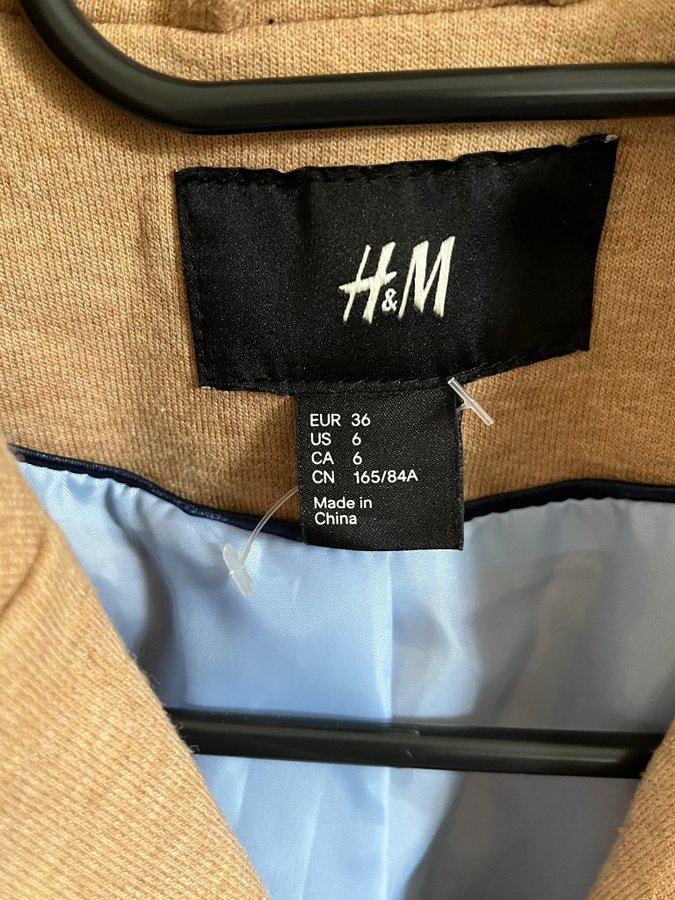 H&M
EUR 36
US 6
CA 6
CN 165/84A
Made in
China